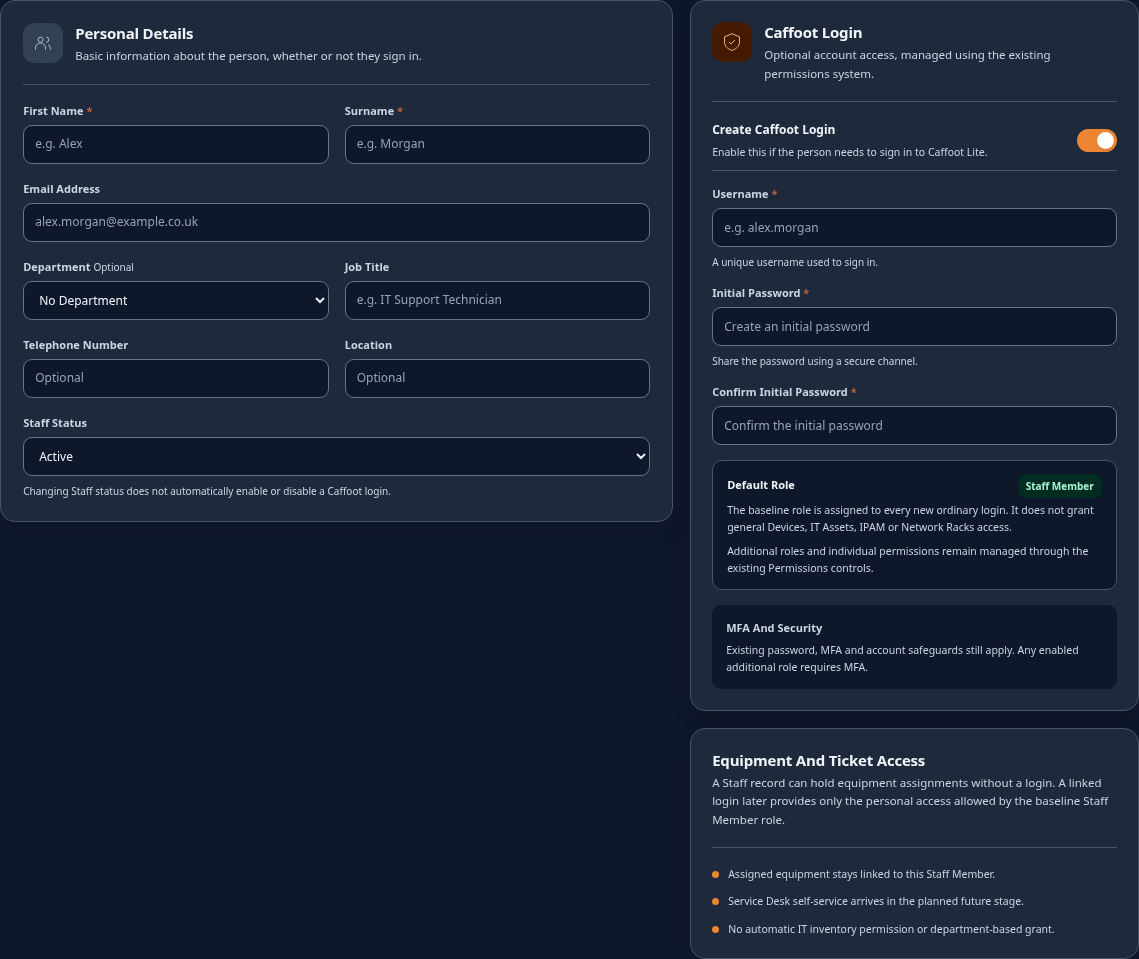 Personal Details
Basic information about the person, whether or not they sign in.
First Name *
Surname *
e.g. Alex
e.g. Morgan
Email Address
alex.morgan@example.co.uk
Department Optional
Job Title
No Department
e.g. IT Support Technician
Telephone Number
Location
Optional
Optional
Staff Status
Active
Changing Staff status does not automatically enable or disable a Caffoot login.
Caffoot Login
Optional account access, managed using the existing
permissions system.
Create Caffoot Login
Enable this if the person needs to sign in to Caffoot Lite.
Username *
e.g. alex.morgan
A unique username used to sign in.
Initial Password *
Create an initial password
Share the password using a secure channel.
Confirm Initial Password *
Confirm the initial password
Default Role
Staff Member
The baseline role is assigned to every new ordinary login. It does not grant
general Devices, IT Assets, IPAM or Network Racks access.
Additional roles and individual permissions remain managed through the
existing Permissions controls.
MFA And Security
Existing password, MFA and account safeguards still apply. Any enabled
additional role requires MFA.
Equipment And Ticket Access
A Staff record can hold equipment assignments without a login. A linked
login later provides only the personal access allowed by the baseline Staff
Member role.
Assigned equipment stays linked to this Staff Member.
Service Desk self-service arrives in the planned future stage.
No automatic IT inventory permission or department-based grant.